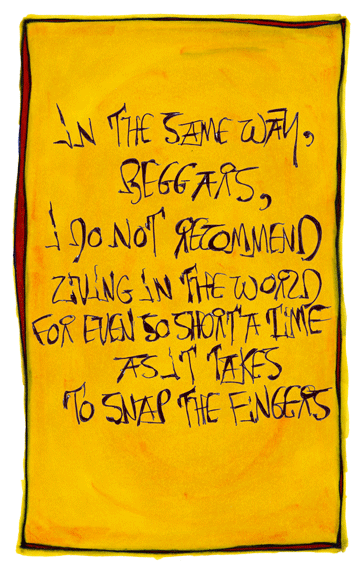 IN THE SAME WAY,
BEGGARS,
I DO NOT RECOMMEND
LIVING IN THE WORLD
FOR EVEN SO SHORT A TIME
AS IT TAKES
TO SNAP THE FINGERS